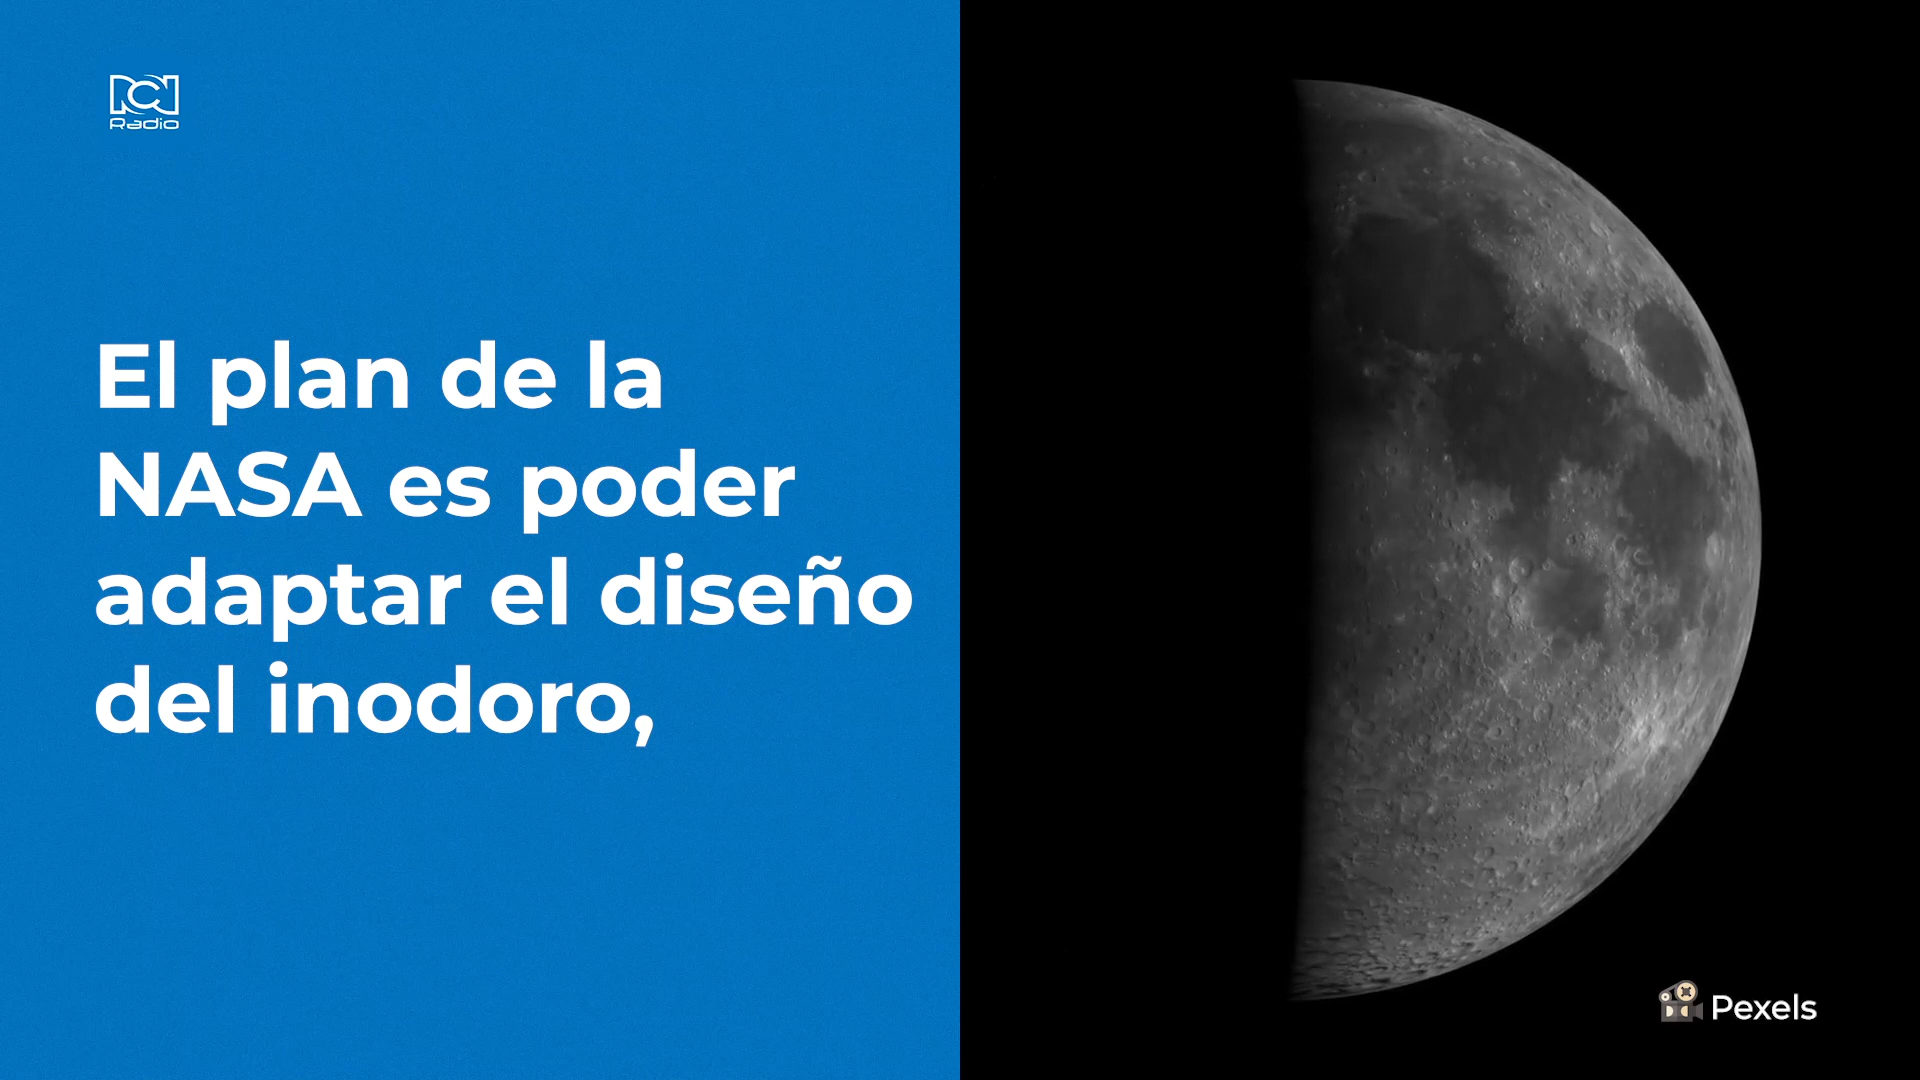 RCN
Radio
El plan de la
NASA es poder
adaptar el diseño
del inodoro,
Pexels